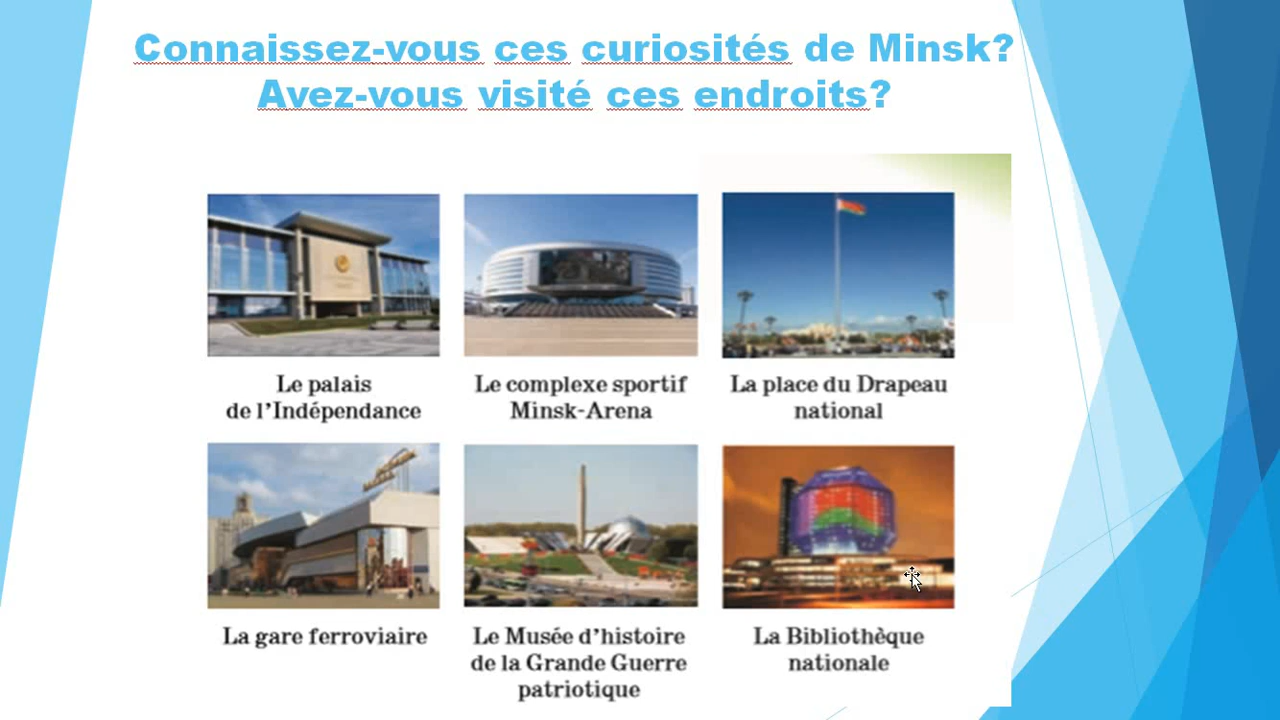 Connaissez-vous ces curiosités de Minsk?
Avez-vous visité ces endroits?
Le palais
de l'Indépendance
Le complexe sportif
Minsk-Arena
La place du Drapeau
national
La gare ferroviaire
Le Musée d'histoire
de la Grande Guerre
patriotique
La Bibliothèque
nationale